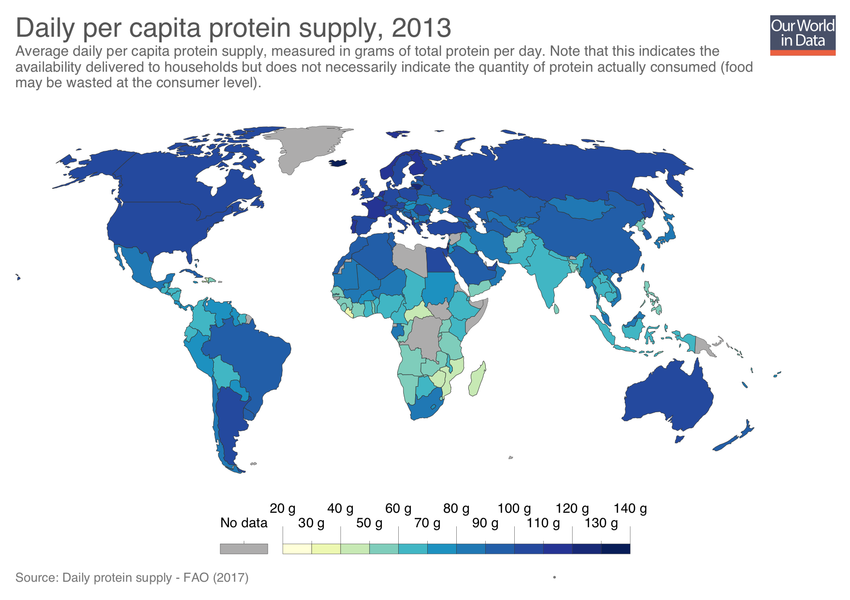 Daily per capita protein supply, 2013
Our World
in Data
Average daily per capita protein supply, measured in grams of total protein per day. Note that this indicates the
availability delivered to households but does not necessarily indicate the quantity of protein actually consumed (food
may be wasted at the consumer level).
20 g 40 g 60 g 80 g 100 g 120 g 140 g
No data 30 g 50 g 70 g 90 g 110 g 130 g
Source: Daily protein supply - FAO (2017)